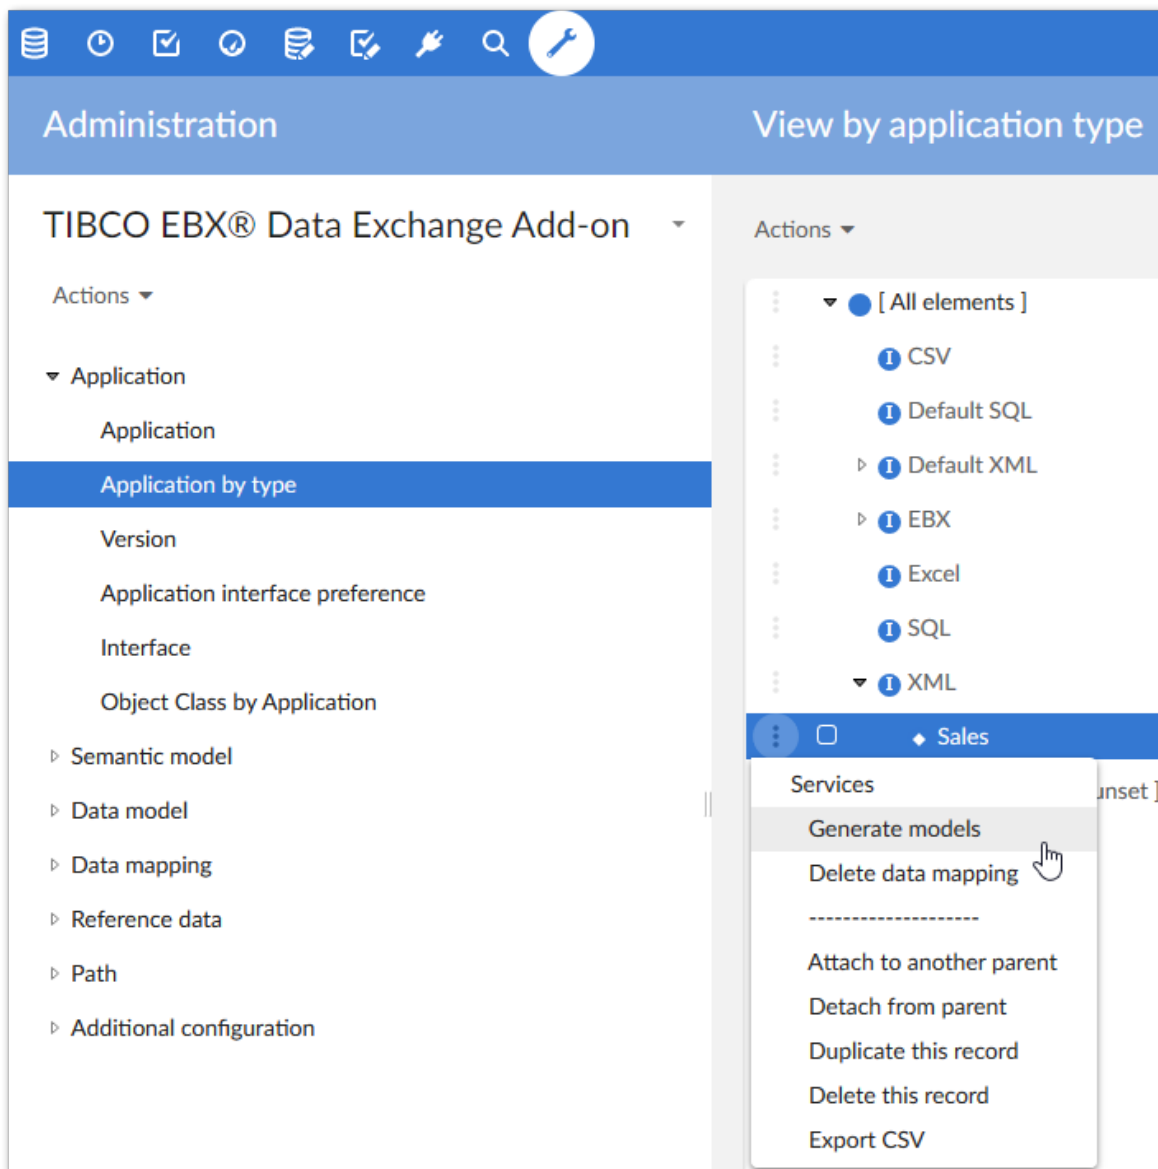 Administration
View by application type
TIBCO EBX® Data Exchange Add-on
Actions
Application
Application
Application by type
Version
Application interface preference
Interface
Object Class by Application
Semantic model
Data model
Data mapping
Reference data
Path
Additional configuration
Actions
[ All elements ]
CSV
Default SQL
Default XML
EBX
Excel
SQL
XML
Sales
unset ]
Services
Generate models
Delete data mapping
--------------------
Attach to another parent
Detach from parent
Duplicate this record
Delete this record
Export CSV